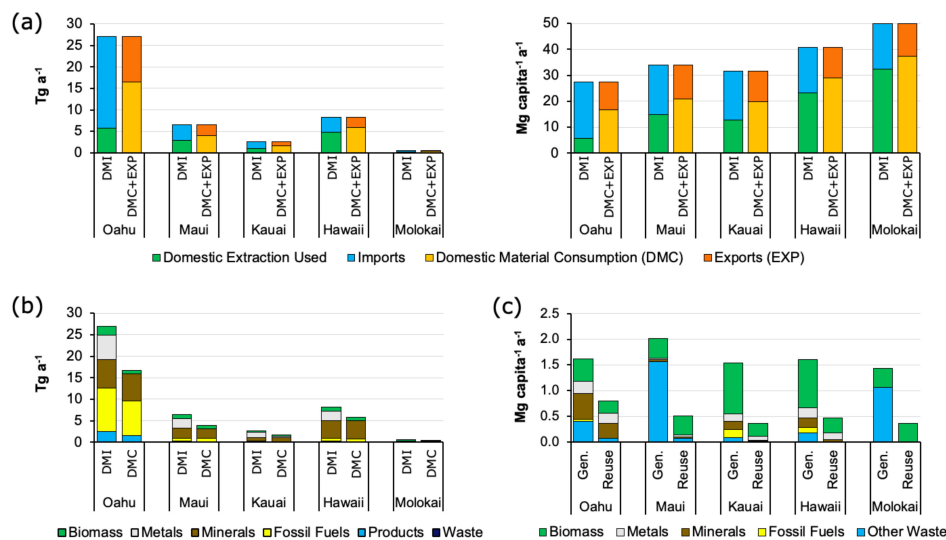 (a)
Tg a-1
30
25
20
15
10
5
0
DMI
DMC+EXP
DMI
DMC+EXP
DMI
DMC+EXP
DMI
DMC+EXP
DMI
DMC+EXP
Oahu
Maui
Kauai
Hawaii
Molokai
Mg capita-1 a-1
50
40
30
20
10
0
DMI
DMC+EXP
DMI
DMC+EXP
DMI
DMC+EXP
DMI
DMC+EXP
DMI
DMC+EXP
Oahu
Maui
Kauai
Hawaii
Molokai
Domestic Extraction Used
Imports
Domestic Material Consumption (DMC)
Exports (EXP)
(b)
Tg a-1
30
25
20
15
10
5
0
DMI
DMC
DMI
DMC
DMI
DMC
DMI
DMC
DMI
DMC
Oahu
Maui
Kauai
Hawaii
Molokai
Biomass
Metals
Minerals
Fossil Fuels
Products
Waste
(c)
Mg capita-1 a-1
2.5
2.0
1.5
1.0
0.5
0.0
Gen.
Reuse
Gen.
Reuse
Gen.
Reuse
Gen.
Reuse
Gen.
Reuse
Oahu
Maui
Kauai
Hawaii
Molokai
Biomass
Metals
Minerals
Fossil Fuels
Other Waste